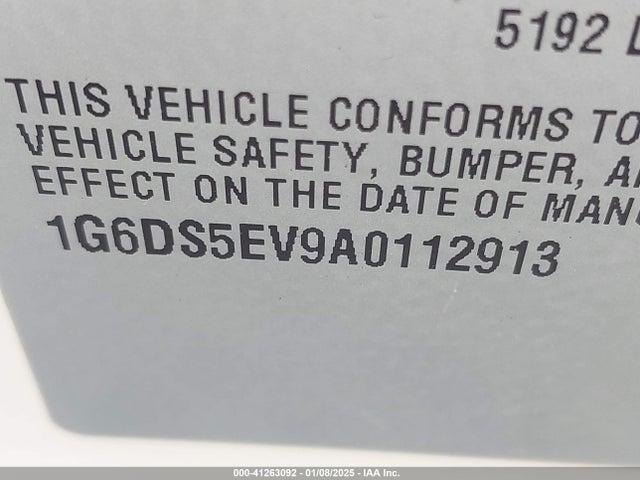 5192 L
THIS VEHICLE CONFORMS TO
VEHICLE SAFETY, BUMPER, A
EFFECT ON THE DATE OF MANU
1G6DS5EV9A0112913
000-41263092 - 01/08/2025 - IAA Inc.